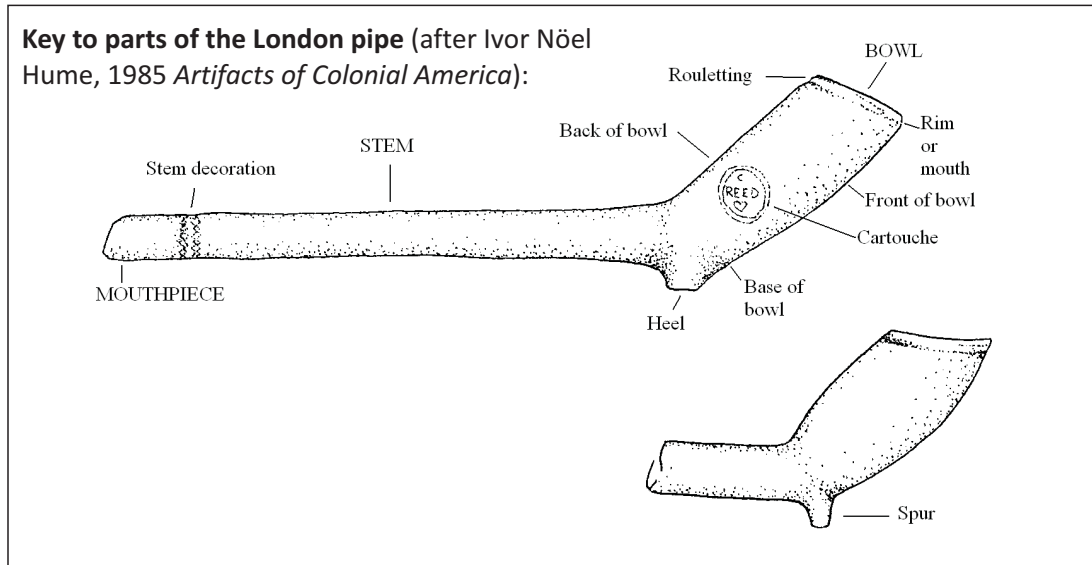 Key to parts of the London pipe (after Ivor Nöel
Hume, 1985 Artifacts of Colonial America):
BOWL
Rouletting
Back of bowl
Rim
or
mouth
STEM
Stem decoration
C
REED
Front of bowl
Cartouche
MOUTHPIECE
Base of
bowl
Heel
Spur